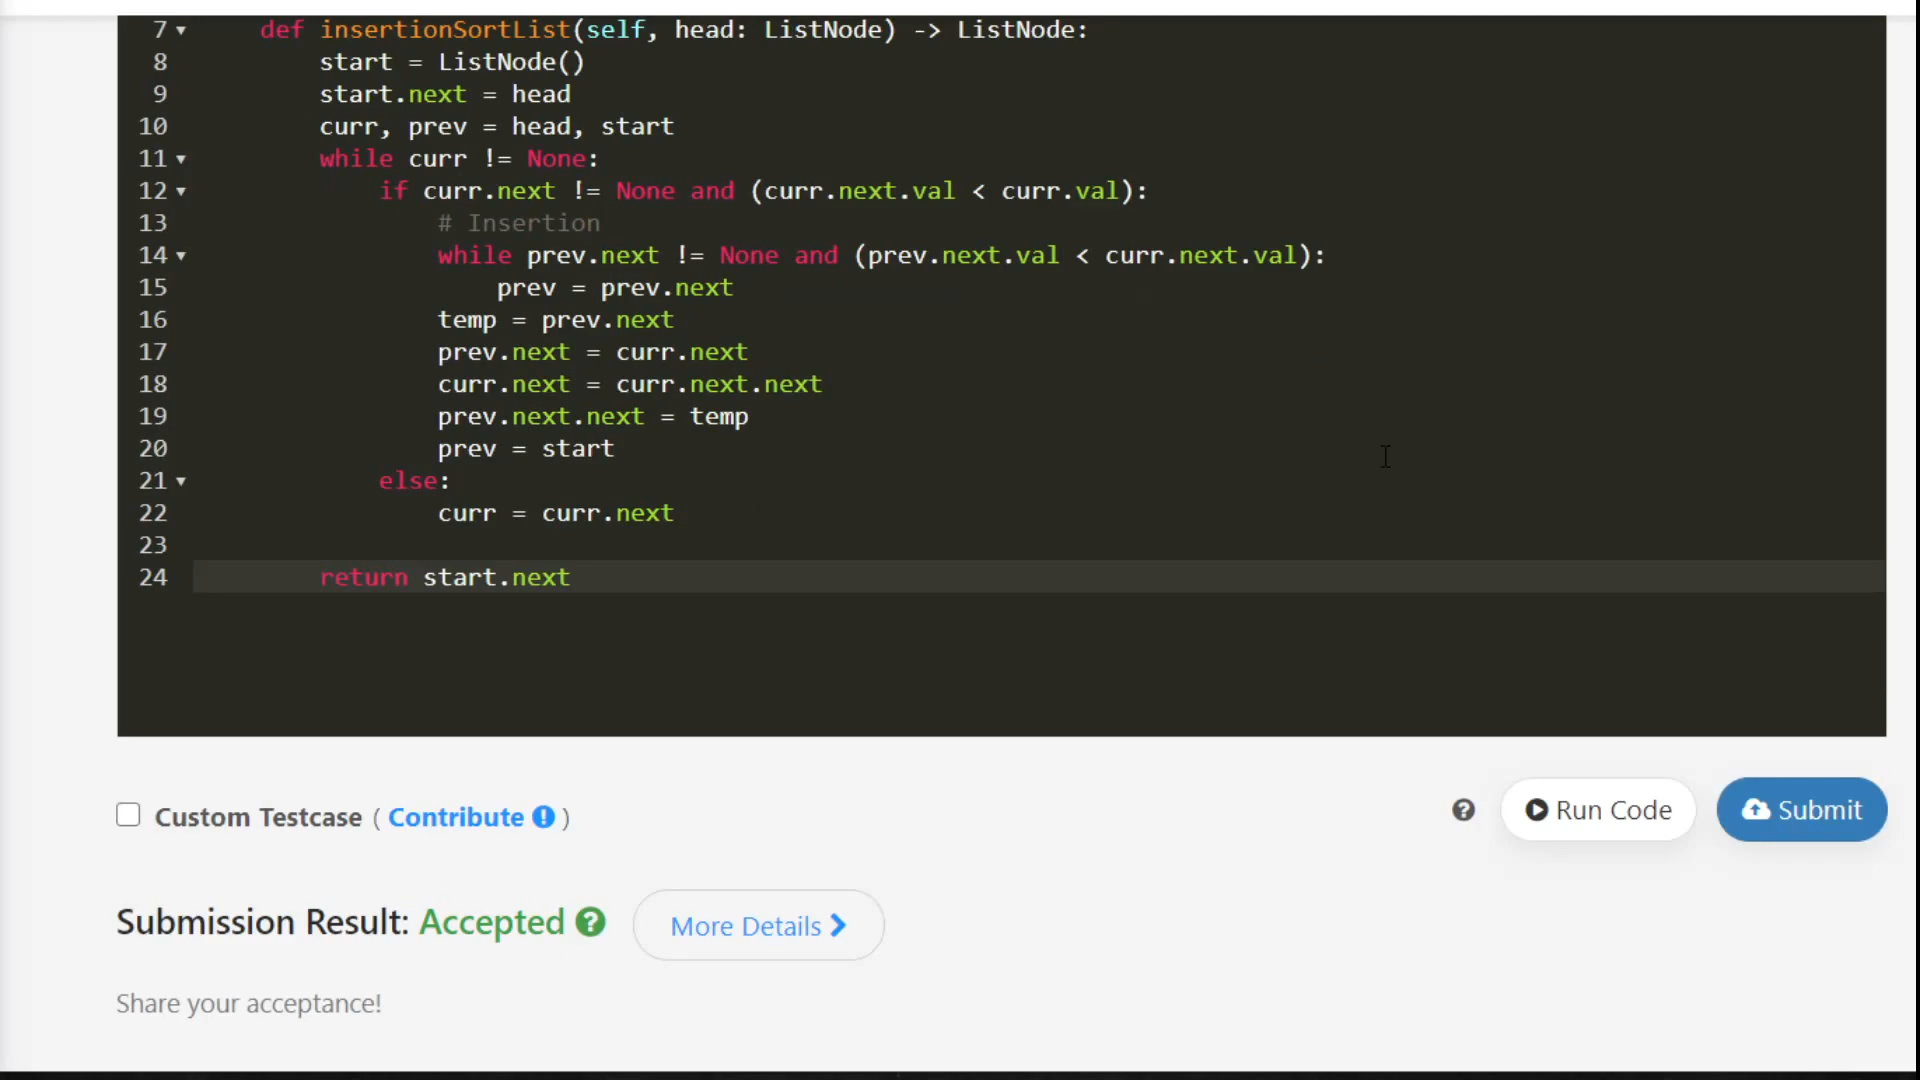 7 def insertionSortList(self, head: ListNode) -> ListNode:
8 start = ListNode()
9 start.next = head
10 curr, prev = head, start
11 while curr != None:
12 if curr.next != None and (curr.next.val < curr.val):
13 # Insertion
14 while prev.next != None and (prev.next.val < curr.next.val):
15 prev = prev.next
16 temp = prev.next
17 prev.next = curr.next
18 curr.next = curr.next.next
19 prev.next.next = temp
20 prev = start
21 else:
22 curr = curr.next
23
24 return start.next
Custom Testcase ( Contribute ! )
? Run Code Submit
Submission Result: Accepted ? More Details
Share your acceptance!